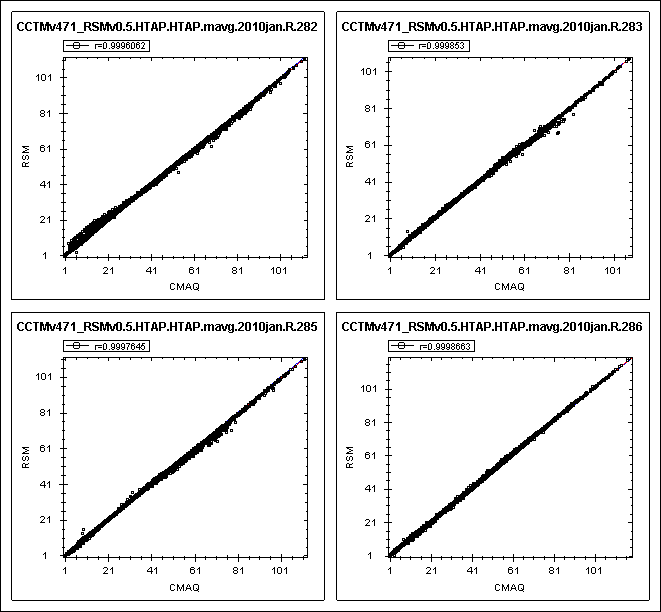 CCTMv471_RSMv0.5.HTAP.HTAP.mavg.2010jan.R.282
r=0.9996062
RSM
101
81
61
41
21
1
1 21 41 61 81 101
CMAQ
CCTMv471_RSMv0.5.HTAP.HTAP.mavg.2010jan.R.283
r=0.999853
RSM
101
81
61
41
21
1
1 21 41 61 81 101
CMAQ
CCTMv471_RSMv0.5.HTAP.HTAP.mavg.2010jan.R.285
r=0.9997645
RSM
101
81
61
41
21
1
1 21 41 61 81 101
CMAQ
CCTMv471_RSMv0.5.HTAP.HTAP.mavg.2010jan.R.286
r=0.9998663
RSM
101
81
61
41
21
1
1 21 41 61 81 101
CMAQ